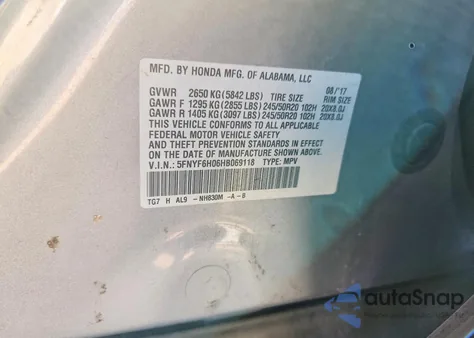 MFD. BY HONDA MFG. OF ALABAMA, LLC
08/'17
GVWR 2650 KG (5842 LBS) TIRE SIZE RIM SIZE
GAWR F 1295 KG (2855 LBS) 245/50R20 102H 20X8.0J
GAWR R 1405 KG (3097 LBS) 245/50R20 102H 20X8.0J
THIS VEHICLE CONFORMS TO ALL APPLICABLE
FEDERAL MOTOR VEHICLE SAFETY
AND THEFT PREVENTION STANDARDS IN EFFECT
ON THE DATE OF MANUFACTURE SHOWN ABOVE.
V.I.N.: 5FNYF6H06HB069118 TYPE: MPV
TG7 H AL9 -NH830M -A-B
autaSnap